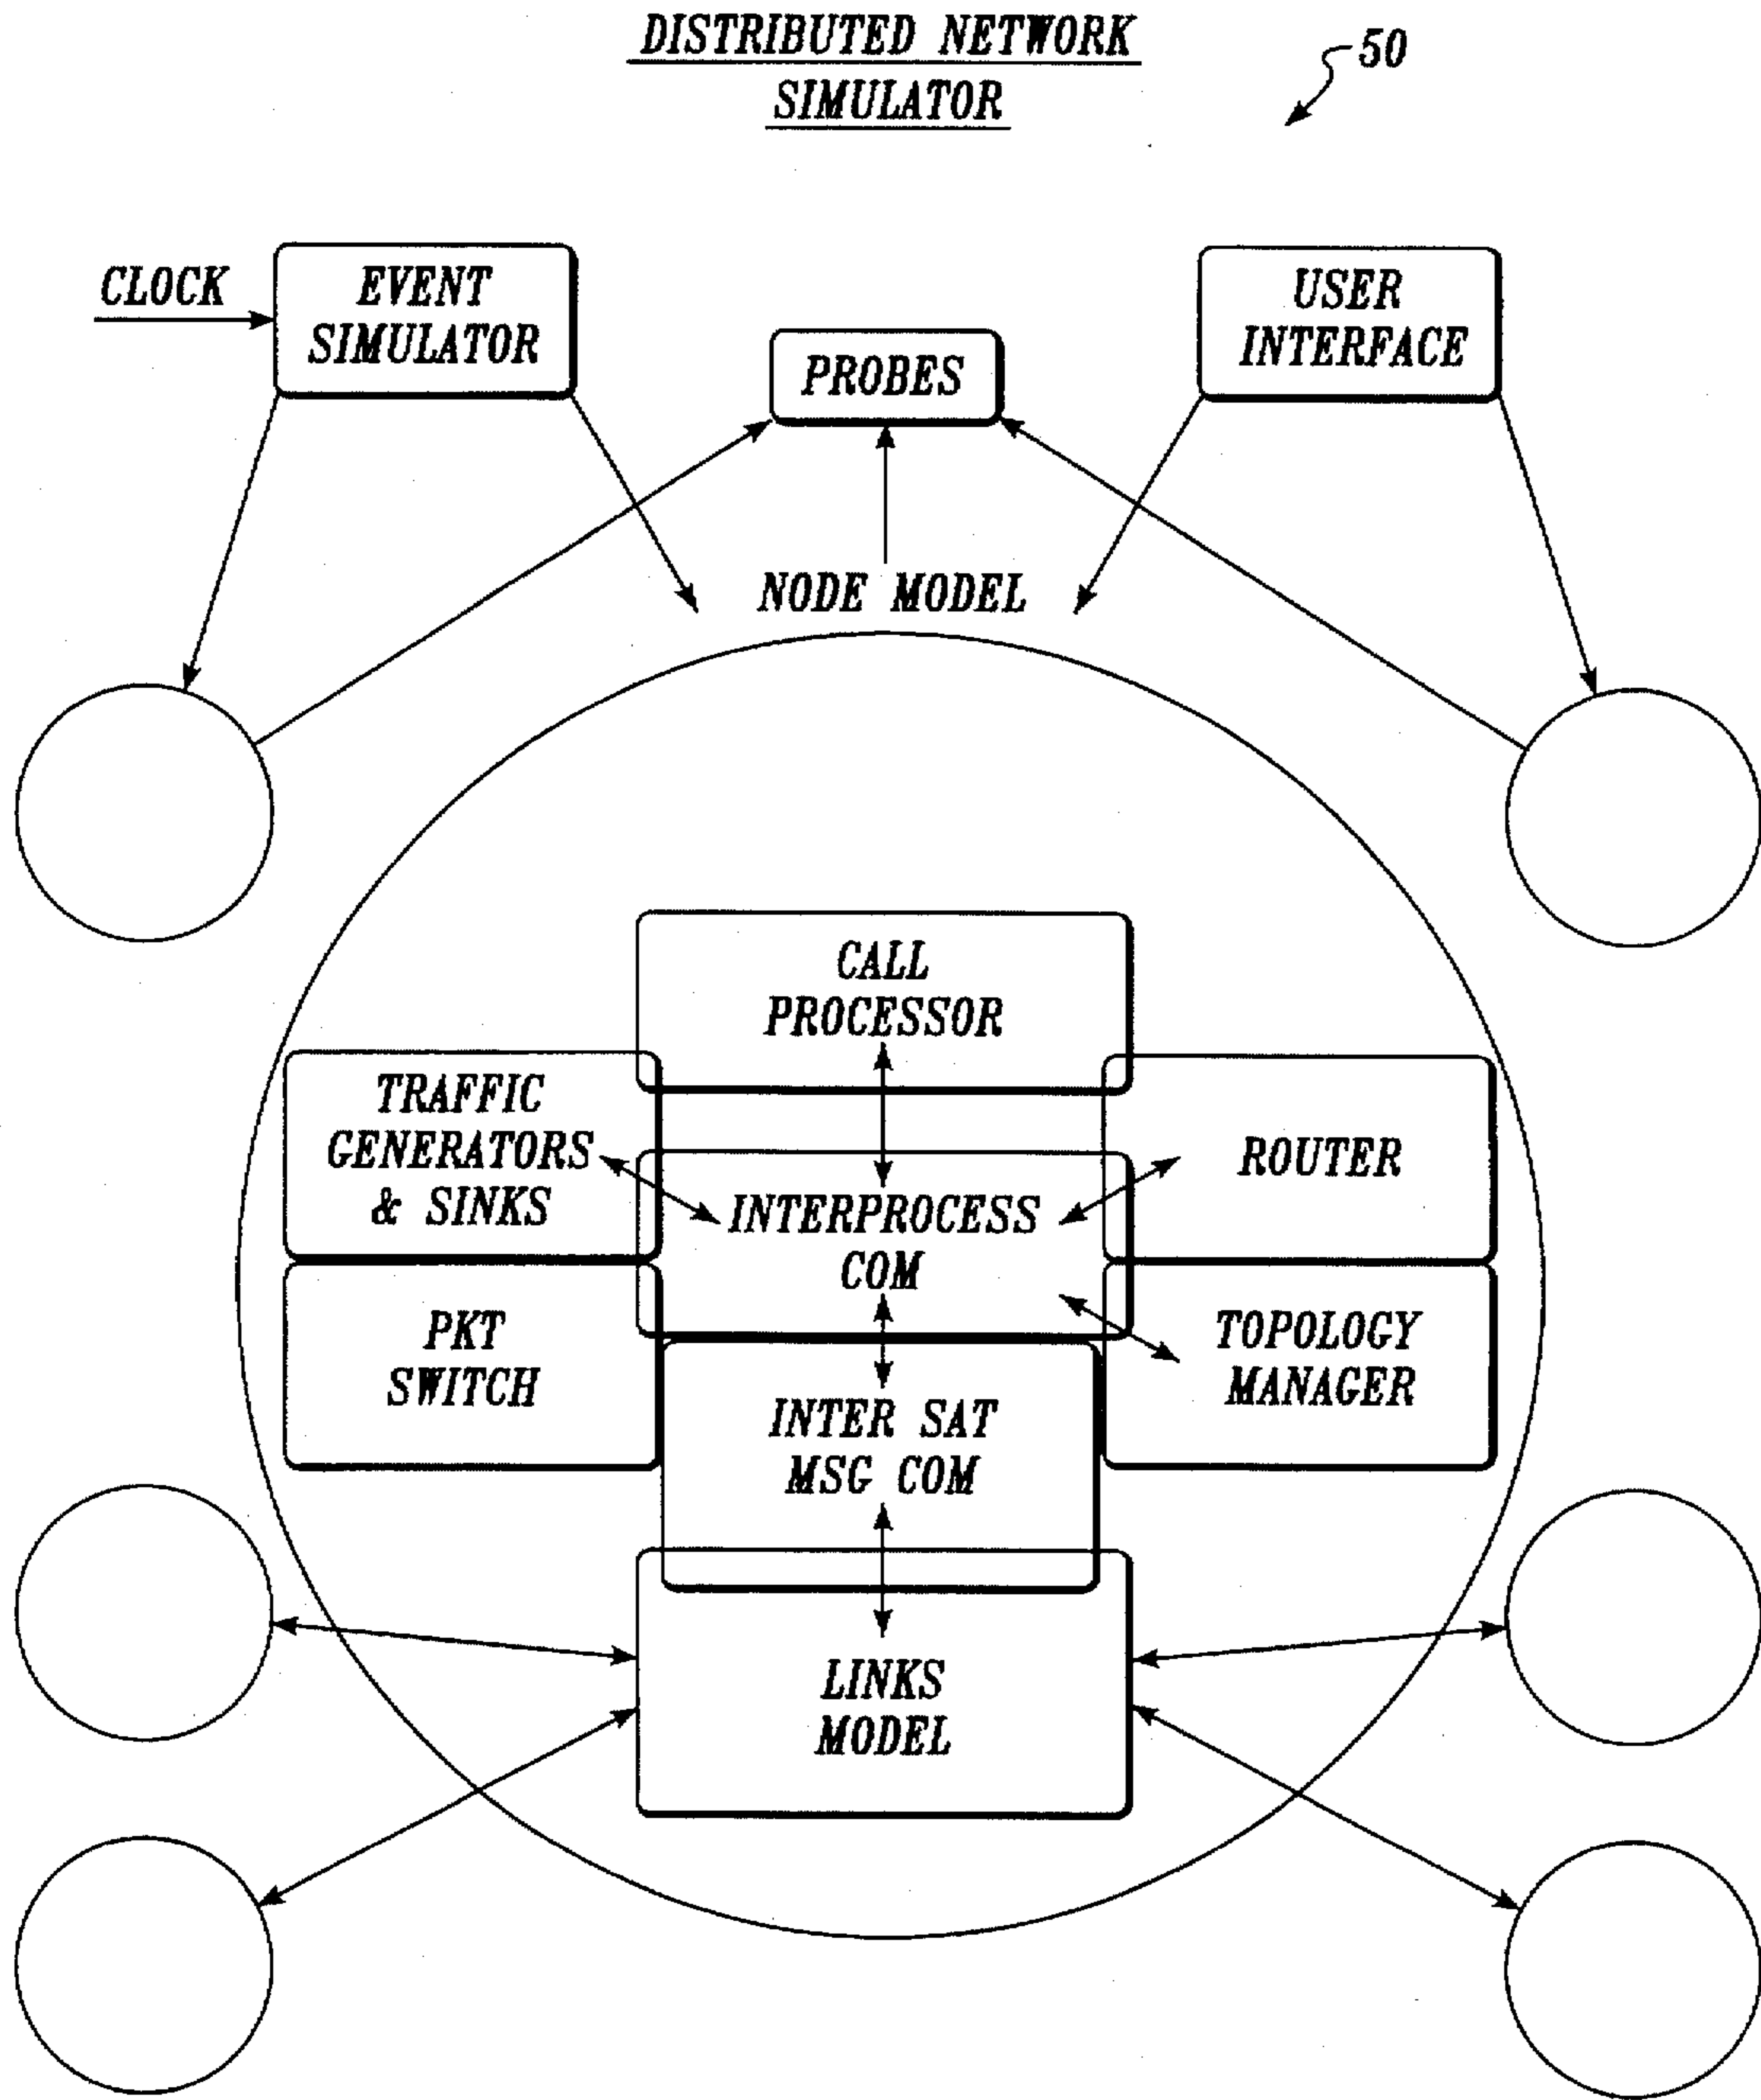 DISTRIBUTED NETWORK
SIMULATOR
50
CLOCK
EVENT
SIMULATOR
PROBES
USER
INTERFACE
NODE MODEL
CALL
PROCESSOR
TRAFFIC
GENERATORS
& SINKS
ROUTER
INTERPROCESS
COM
PKT
SWITCH
TOPOLOGY
MANAGER
INTER SAT
MSG COM
LINKS
MODEL